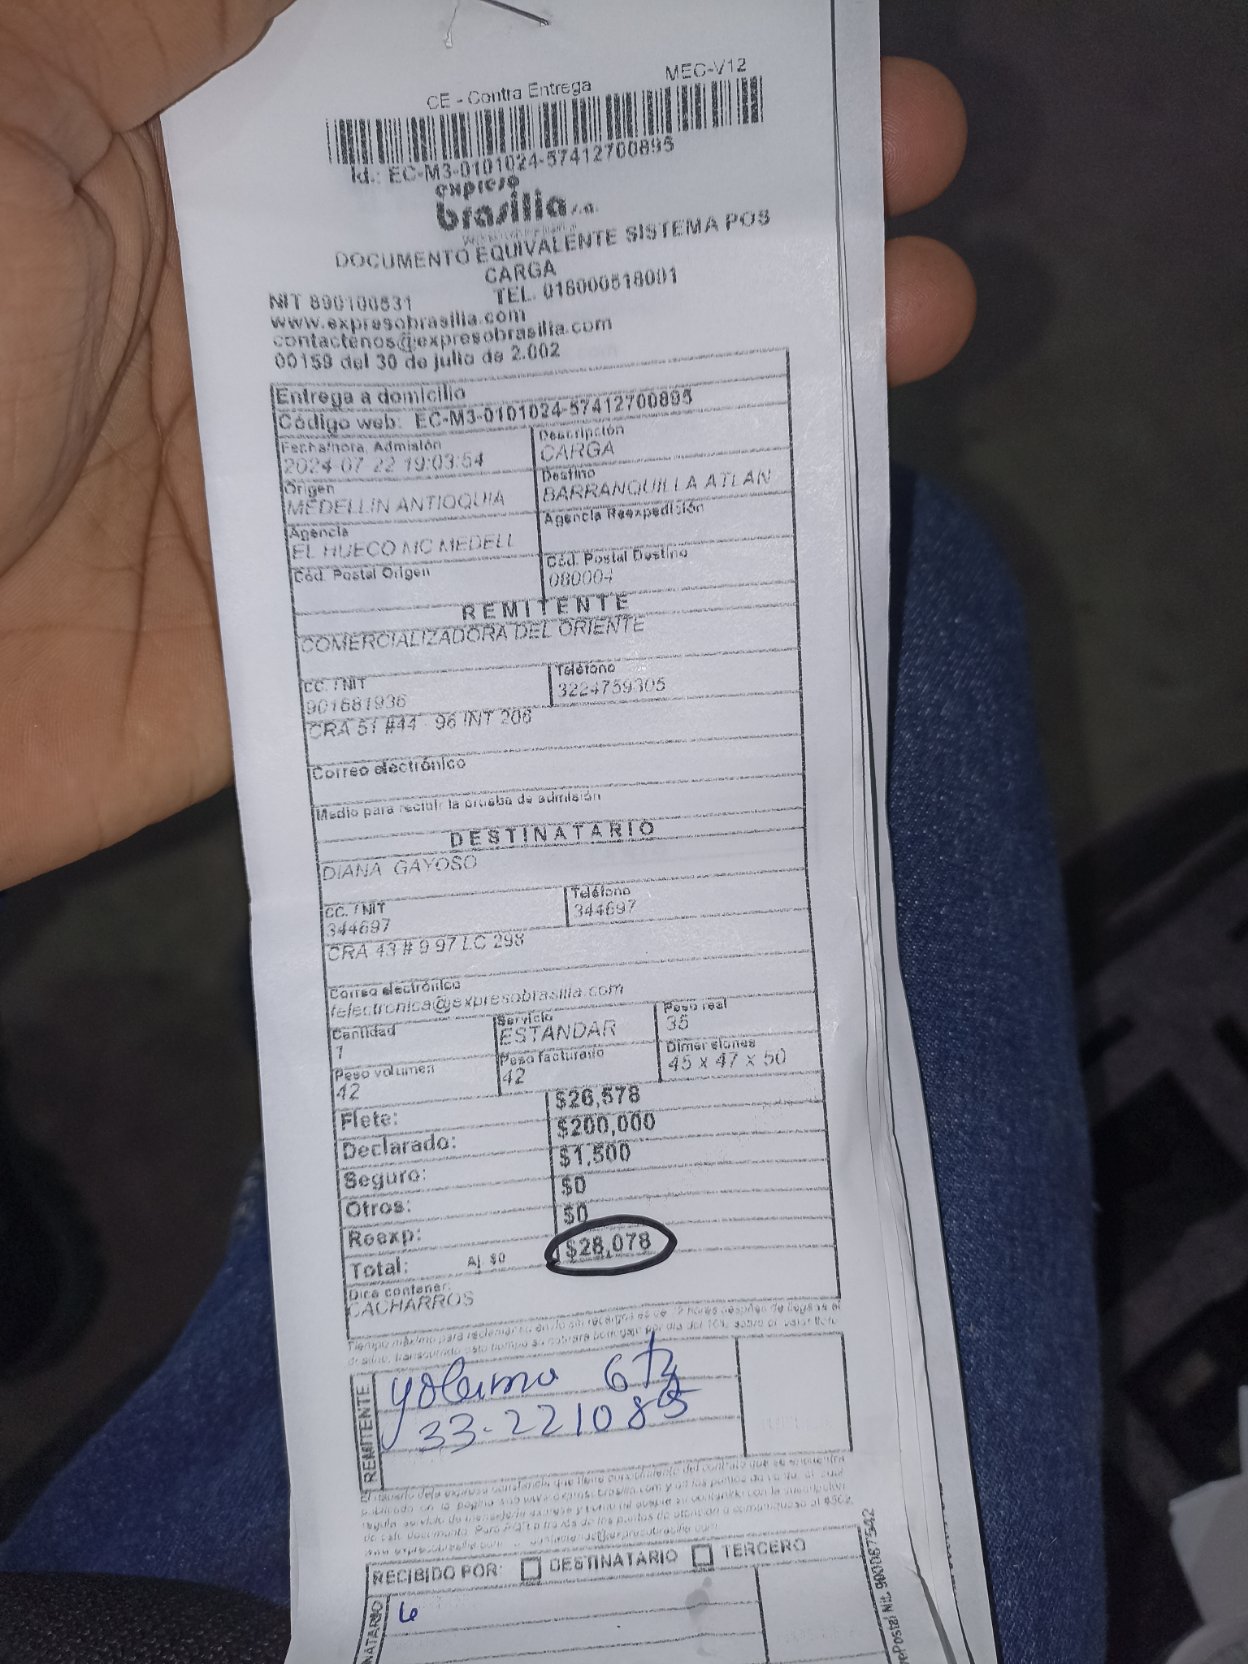 CE - Contra Entrega MEC-V12
Id.: EC-M3-0101024-57412700895
expreso
brasilia s.a.
DOCUMENTO EQUIVALENTE SISTEMA POS
CARGA
NIT 890100531 TEL. 018000518001
www.expresobrasilia.com
contactenos@expresobrasilia.com
00159 del 30 de julio de 2.002
Entrega a domicilio
Código web: EC-M3-0101024-57412700895
Fecha/hora Admisión Descripción
2024-07-22 19:03:54 CARGA
Origen Destino
MEDELLIN ANTIOQUIA BARRANQUILLA ATLAN
Agencia Agencia Reexpedición
EL HUECO MC MEDELL
Cód. Postal Origen Cód. Postal Destino
080004
REMITENTE
COMERCIALIZADORA DEL ORIENTE
CC. / NIT Teléfono
901681936 3224759305
CRA 51 #44 - 96 INT 206
Correo electrónico
Medio para recibir la prueba de admisión
DESTINATARIO
DIANA GAYOSO
CC. / NIT Teléfono
344697 344697
CRA 43 # 9 97 LC 298
Correo electrónico
felectronica@expresobrasilia.com
Cantidad Servicio Peso real
1 ESTANDAR 35
Peso volumen Peso facturado Dimensiones
42 42 45 x 47 x 50
Flete: $26,578
Declarado: $200,000
Seguro: $1,500
Otros: $0
Reexp: $0
Total: Aj $0 $28,078
Dice contener:
CACHARROS
REMITENTE
33-221085
RECIBIDO POR: DESTINATARIO TERCERO